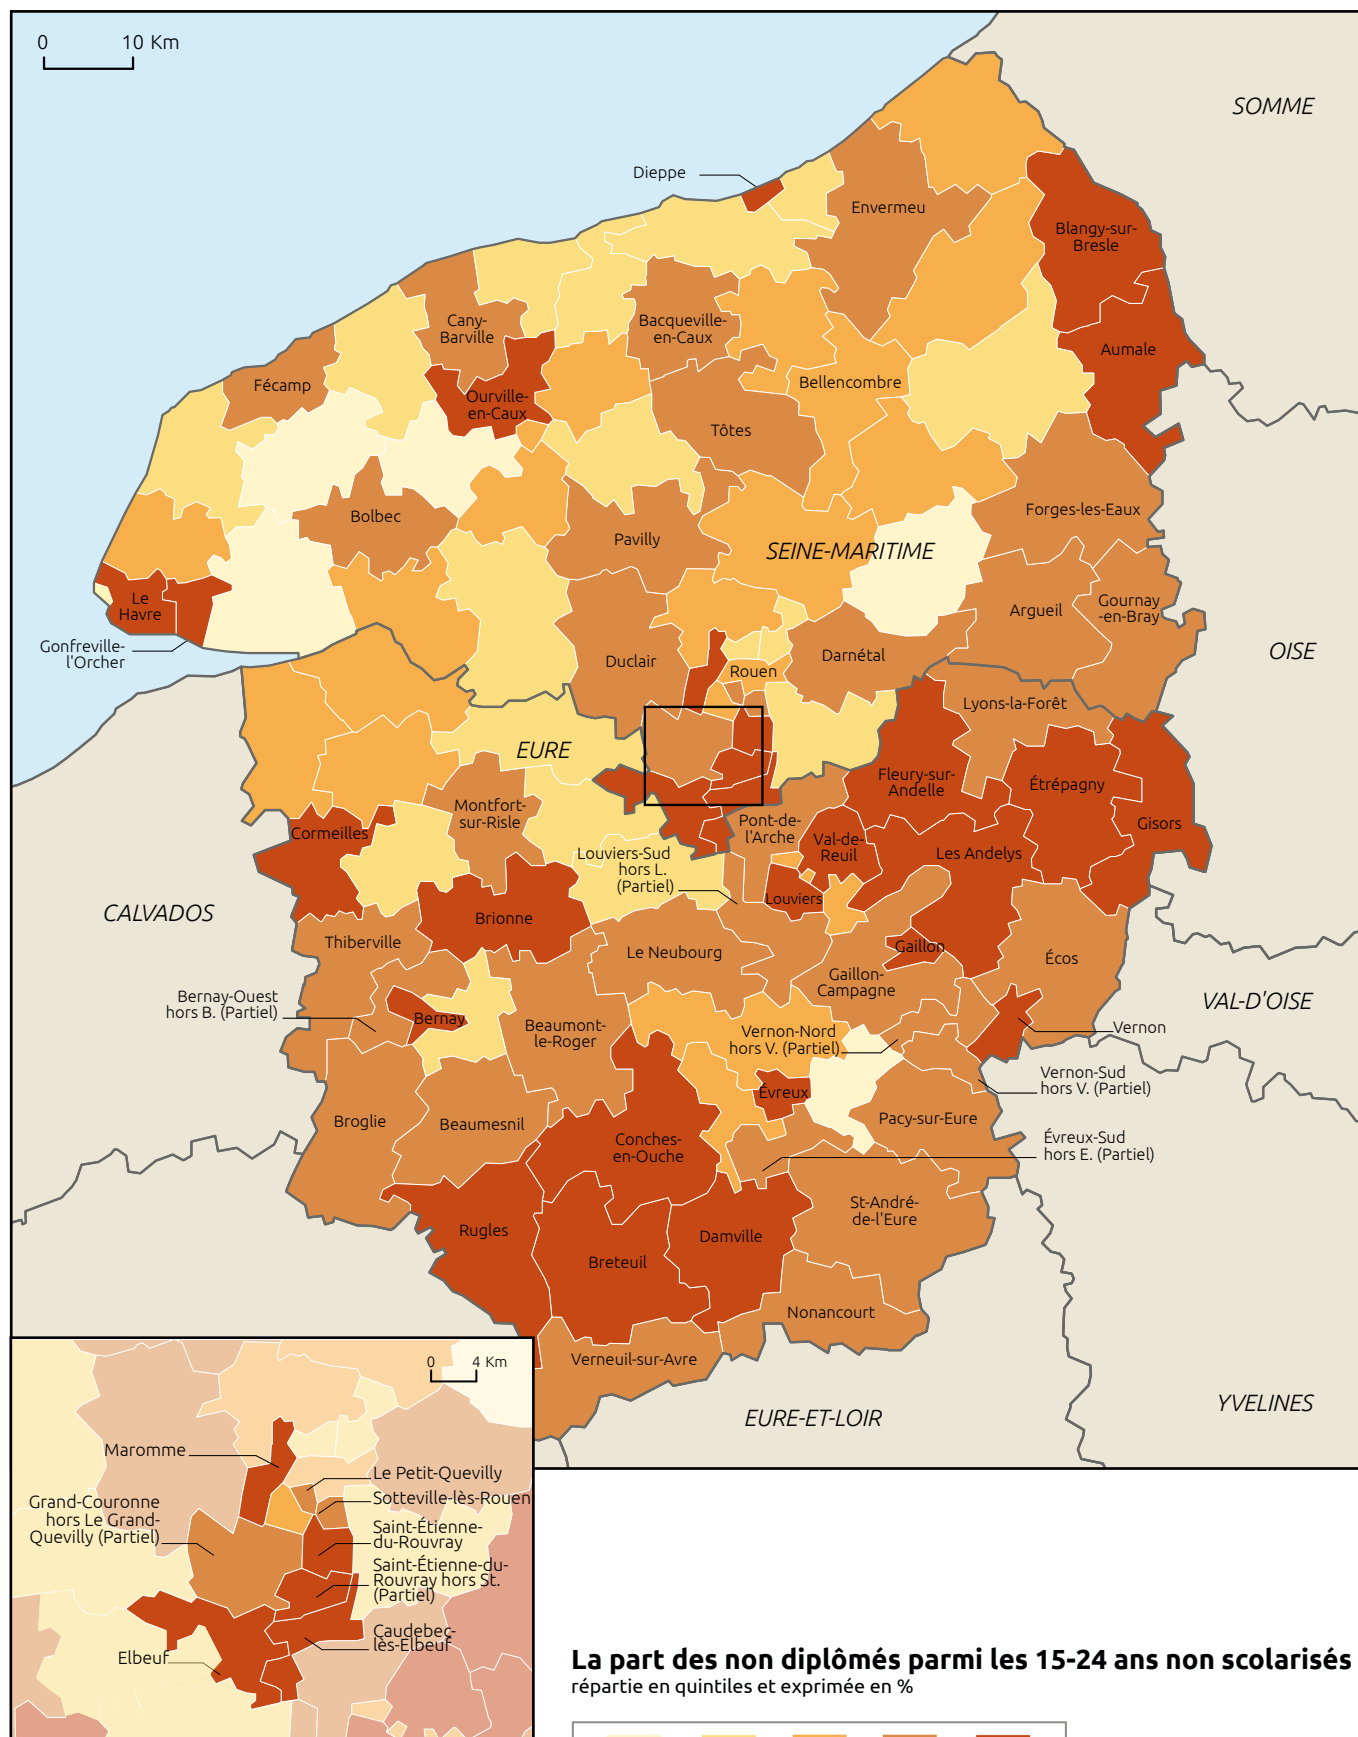 0 10 Km
SOMME
Dieppe
Envermeu
Blangy-sur-
Bresle
Cany-
Barville
Bacqueville-
en-Caux
Aumale
Fécamp
Bellencombre
Ourville-
en-Caux
Tôtes
Bolbec
Forges-les-Eaux
Pavilly
SEINE-MARITIME
Le
Havre
Argueil
Gournay
-en-Bray
Gonfreville-
l'Orcher
Duclair
Darnétal
OISE
Rouen
Lyons-la-Forêt
EURE
Fleury-sur-
Andelle
Étrépagny
Montfort-
sur-Risle
Gisors
Cormeilles
Pont-de-
l'Arche
Val-de-
Reuil
Les Andelys
Louviers-Sud
hors L.
(Partiel)
Louviers
CALVADOS
Brionne
Thiberville
Le Neubourg
Gaillon
Écos
Gaillon-
Campagne
Bernay-Ouest
hors B. (Partiel)
VAL-D'OISE
Bernay
Beaumont-
le-Roger
Vernon-Nord
hors V. (Partiel)
Vernon
Vernon-Sud
hors V. (Partiel)
Évreux
Broglie
Beaumesnil
Pacy-sur-Eure
Conches-
en-Ouche
Évreux-Sud
hors E. (Partiel)
St-André-
de-l'Eure
Rugles
Damville
Breteuil
Nonancourt
Verneuil-sur-Avre
EURE-ET-LOIR
YVELINES
0 4 Km
Maromme
Le Petit-Quevilly
Sotteville-lès-Rouen
Grand-Couronne
hors Le Grand-
Quevilly (Partiel)
Saint-Étienne-
du-Rouvray
Saint-Étienne-du-
Rouvray hors St.
(Partiel)
Caudebec-
lès-Elbeuf
Elbeuf
La part des non diplômés parmi les 15-24 ans non scolarisés
répartie en quintiles et exprimée en %